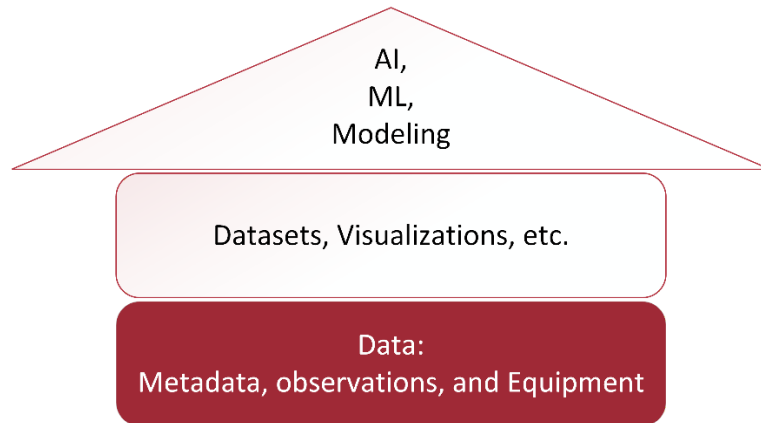 AI,
ML,
Modeling
Datasets, Visualizations, etc.
Data:
Metadata, observations, and Equipment